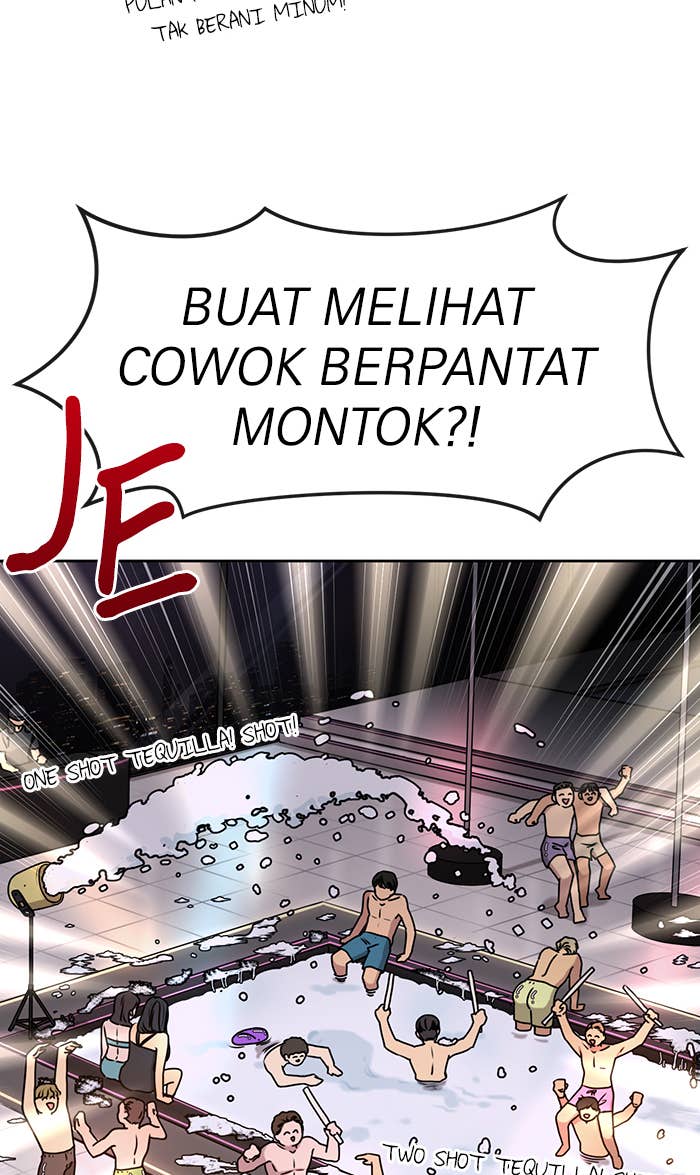 TAK BERANI MINUM!
BUAT MELIHAT
COWOK BERPANTAT
MONTOK?!
JE
ONE SHOT TEQUILLA! SHOT!
TWO SHOT TEQUILLA!